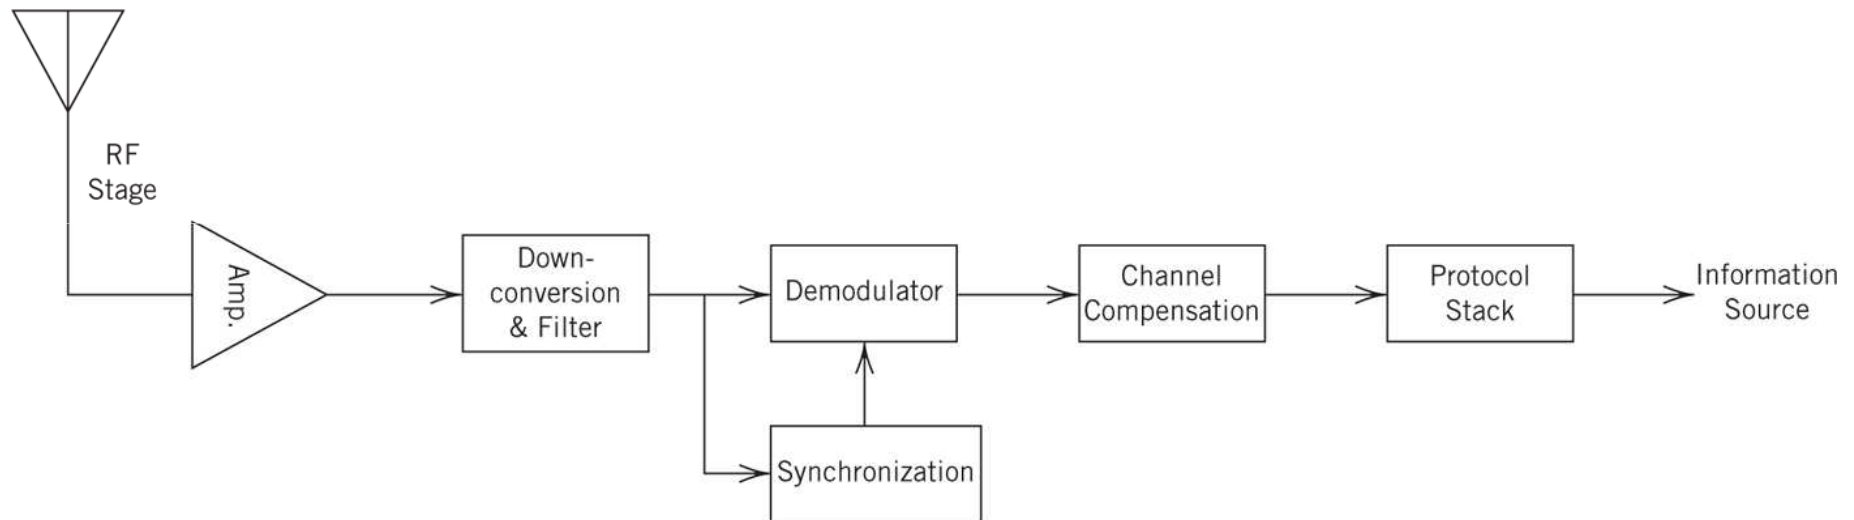 RF
Stage
Amp.
Down-
conversion
& Filter
Demodulator
Channel
Compensation
Protocol
Stack
Information
Source
Synchronization